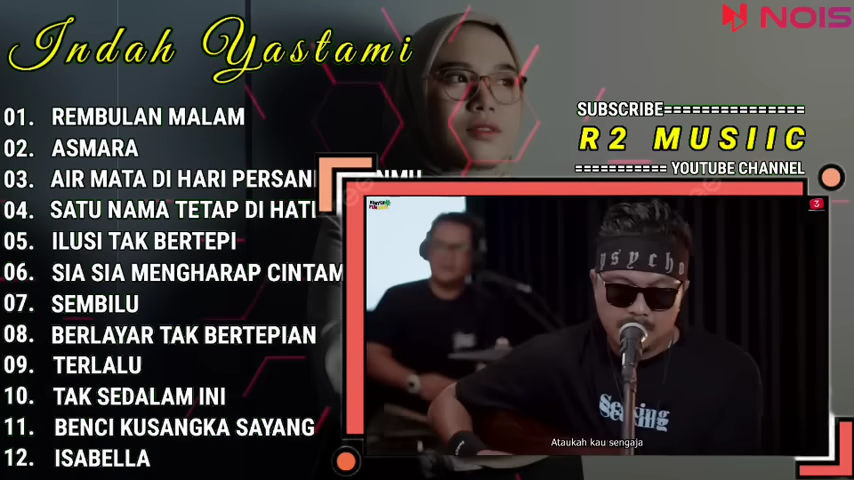 Indah Yastami
NOIS
SUBSCRIBE===============
R2 MUSIIC
=========== YOUTUBE CHANNEL
01. REMBULAN MALAM
02. ASMARA
03. AIR MATA DI HARI
04. SATU NAMA TETAP DI HATI
05. ILUSI TAK BERTEPI
06. SIA SIA MENGHARAP
07. SEMBILU
08. BERLAYAR TAK BERTEPIAN
09. TERLALU
10. TAK SEDALAM INI
11. BENCI KUSANGKA SAYANG
12. ISABELLA
3
psycho
Seeking
Ataukah kau sengaja